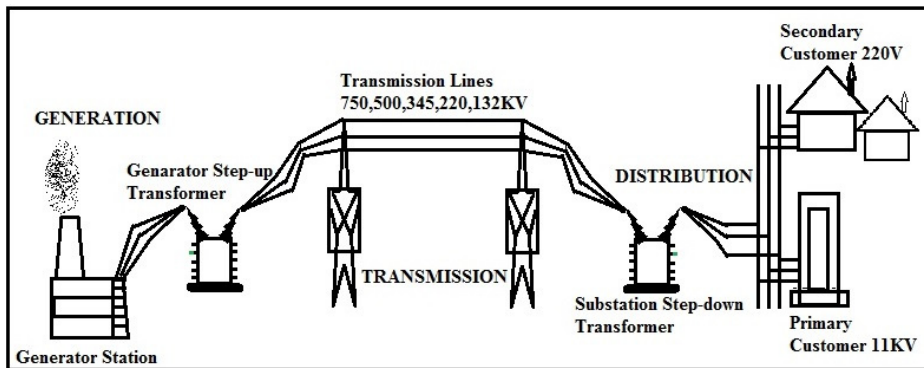 Secondary
Customer 220V
Transmission Lines
750,500,345,220,132KV
GENERATION
Genarator Step-up
Transformer
DISTRIBUTION
TRANSMISSION
Substation Step-down
Transformer
Primary
Customer 11KV
Generator Station